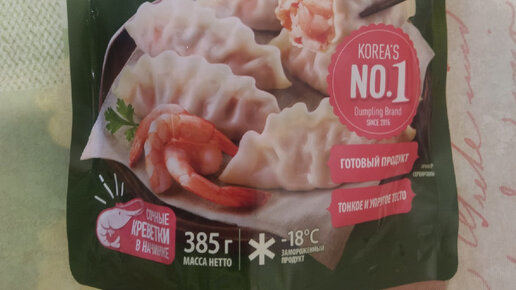 KOREA'S
NO.1
Dumpling Brand
SINCE 2016
ГОТОВЫЙ ПРОДУКТ
ТОНКОЕ И УПРУГОЕ ТЕСТО
СОЧНЫЕ
КРЕВЕТКИ
В НАЧИНКЕ
385 г
МАССА НЕТТО
-18°C
ЗАМОРОЖЕННЫЙ
ПРОДУКТ